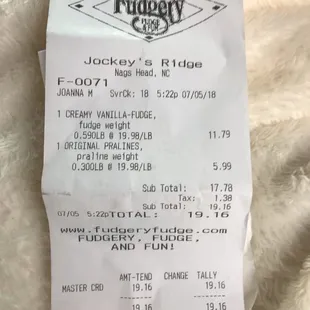 Fudgery
FUDGE
& FUN
Jockey's Ridge
Nags Head, NC
F-0071
JOANNA M SvrCk: 18 5:22p 07/05/18
1 CREAMY VANILLA-FUDGE,
fudge weight
0.590LB @ 19.98/LB 11.79
1 ORIGINAL PRALINES,
praline weight
0.300LB @ 19.98/LB 5.99
Sub Total: 17.78
Tax: 1.38
Sub Total: 19.16
07/05 5:22pTOTAL: 19.16
www.fudgeryfudge.com
FUDGERY, FUDGE,
AND FUN!
AMT-TEND CHANGE TALLY
MASTER CRD 19.16 19.16
19.16 19.16